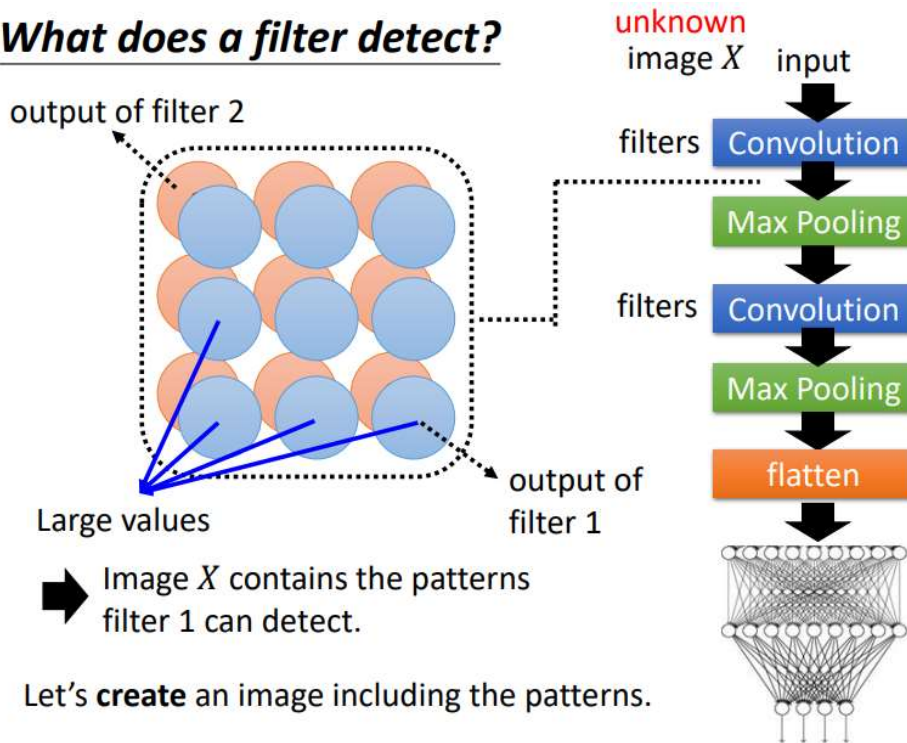 What does a filter detect?
unknown
image X
input
output of filter 2
filters
Convolution
Max Pooling
filters
Convolution
Max Pooling
flatten
output of
filter 1
Large values
Image X contains the patterns
filter 1 can detect.
Let's create an image including the patterns.